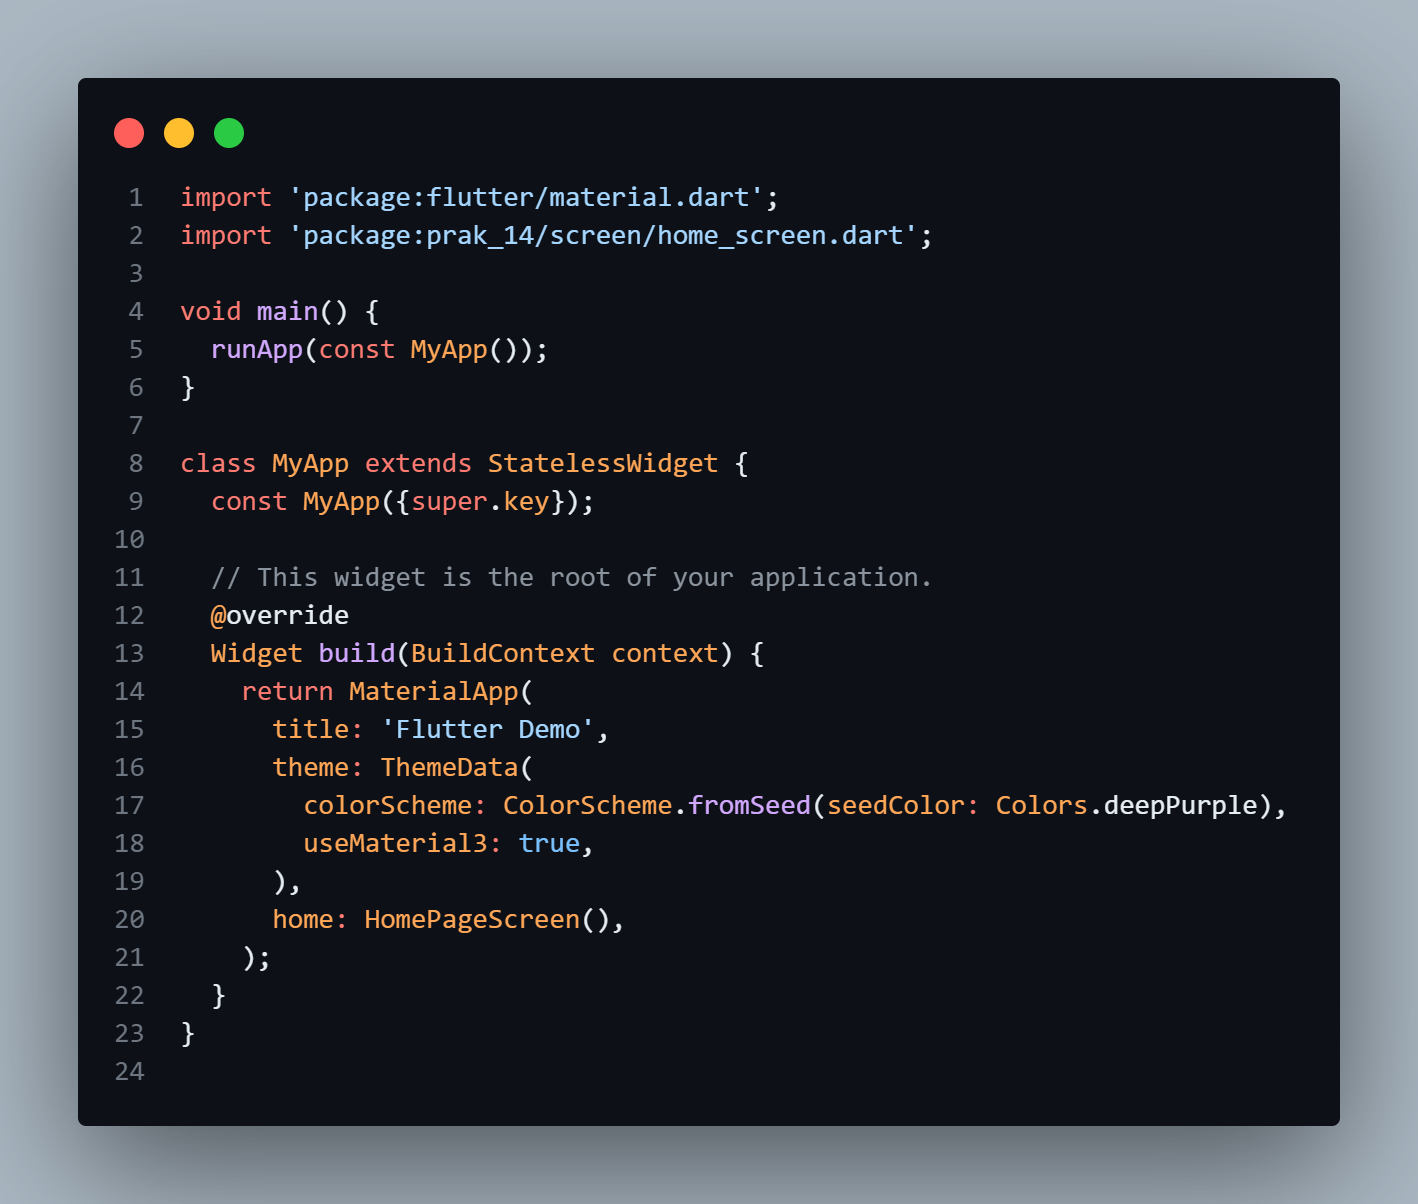 1 import 'package:flutter/material.dart';
2 import 'package:prak_14/screen/home_screen.dart';
3
4 void main() {
5   runApp(const MyApp());
6 }
7
8 class MyApp extends StatelessWidget {
9   const MyApp({super.key});
10
11   // This widget is the root of your application.
12   @override
13   Widget build(BuildContext context) {
14     return MaterialApp(
15       title: 'Flutter Demo',
16       theme: ThemeData(
17         colorScheme: ColorScheme.fromSeed(seedColor: Colors.deepPurple),
18         useMaterial3: true,
19       ),
20       home: HomePageScreen(),
21     );
22   }
23 }
24